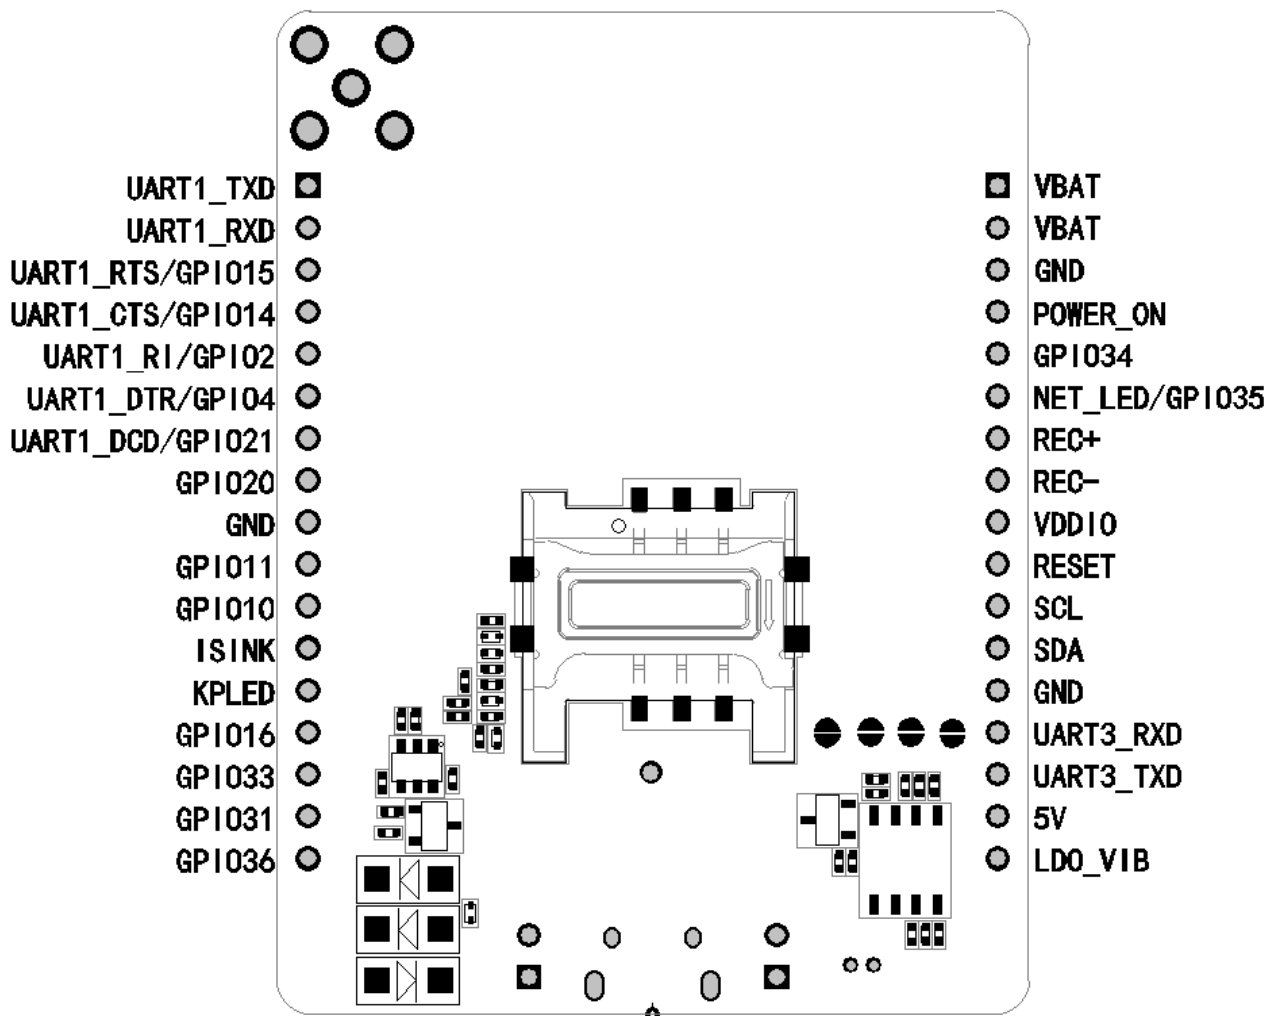 UART1_TXD
UART1_RXD
UART1_RTS/GPIO15
UART1_CTS/GPIO14
UART1_RI/GPIO2
UART1_DTR/GPIO4
UART1_DCD/GPIO21
GPIO20
GND
GPIO11
GPIO10
ISINK
KPLED
GPIO16
GPIO33
GPIO31
GPIO36
VBAT
VBAT
GND
POWER_ON
GPIO34
NET_LED/GPIO35
REC+
REC-
VDDIO
RESET
SCL
SDA
GND
UART3_RXD
UART3_TXD
5V
LDO_VIB